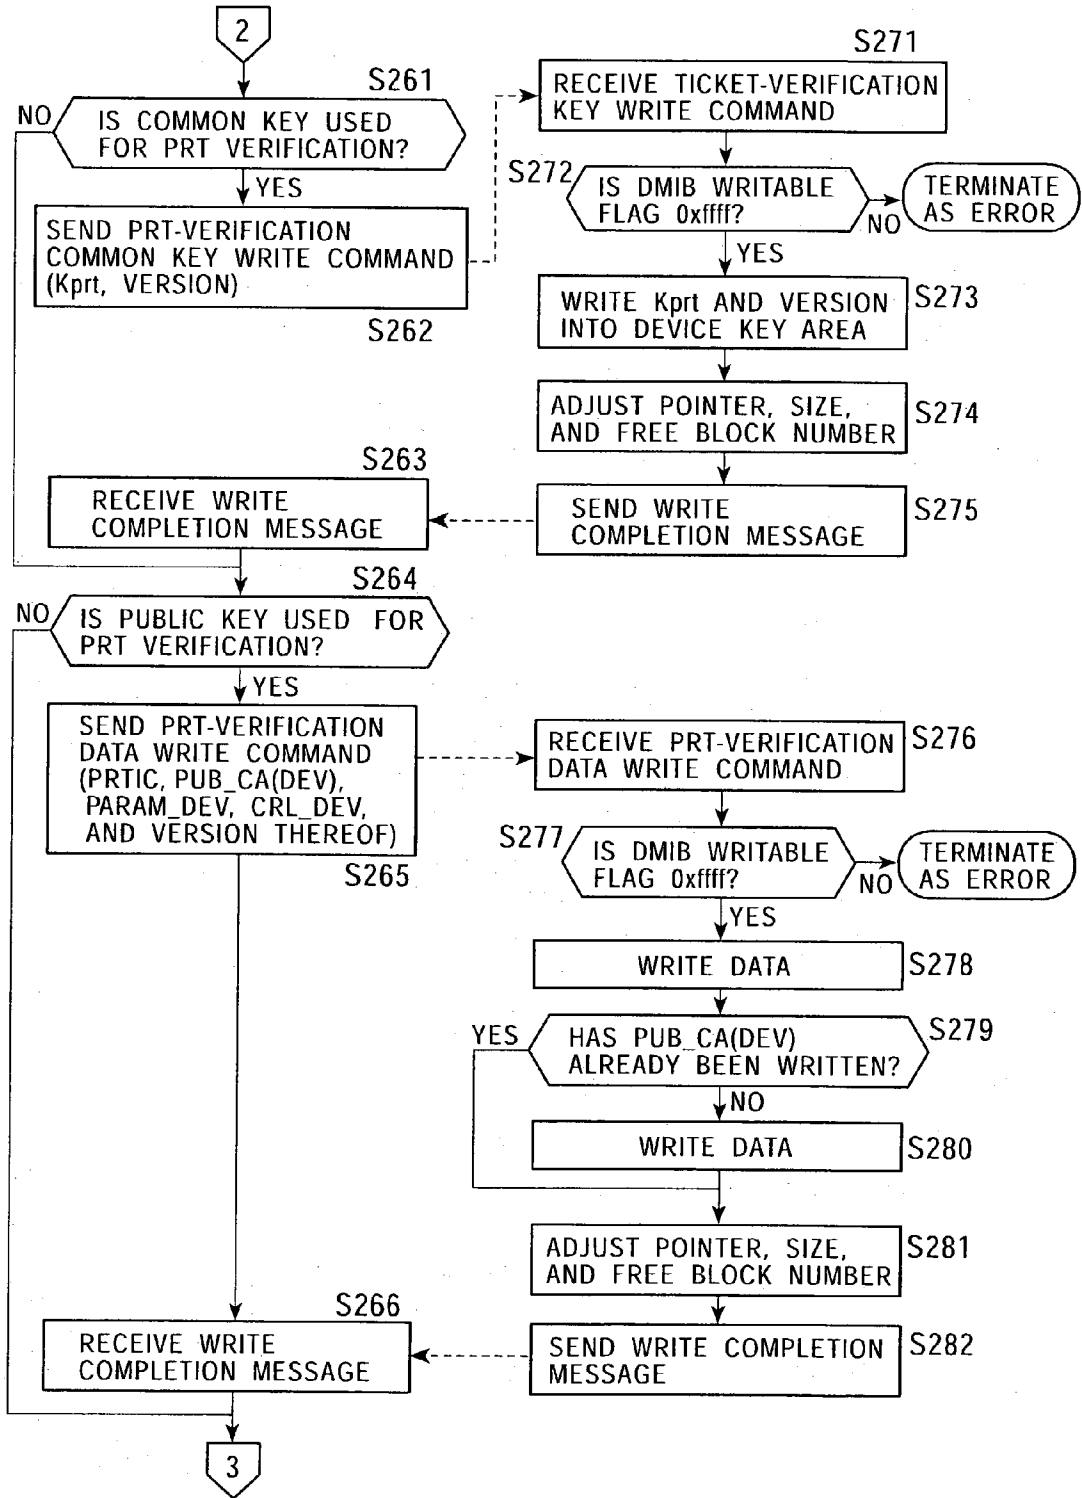 2
S261
NO
IS COMMON KEY USED
FOR PRT VERIFICATION?
YES
SEND PRT-VERIFICATION
COMMON KEY WRITE COMMAND
(Kprt, VERSION)
S262
S271
RECEIVE TICKET-VERIFICATION
KEY WRITE COMMAND
S272
IS DMIB WRITABLE
FLAG 0xffff?
NO
TERMINATE
AS ERROR
YES
WRITE Kprt AND VERSION
INTO DEVICE KEY AREA
S273
ADJUST POINTER, SIZE,
AND FREE BLOCK NUMBER
S274
SEND WRITE
COMPLETION MESSAGE
S275
S263
RECEIVE WRITE
COMPLETION MESSAGE
S264
NO
IS PUBLIC KEY USED FOR
PRT VERIFICATION?
YES
SEND PRT-VERIFICATION
DATA WRITE COMMAND
(PRTIC, PUB_CA(DEV),
PARAM_DEV, CRL_DEV,
AND VERSION THEREOF)
S265
RECEIVE PRT-VERIFICATION
DATA WRITE COMMAND
S276
S277
IS DMIB WRITABLE
FLAG 0xffff?
NO
TERMINATE
AS ERROR
YES
WRITE DATA
S278
YES
HAS PUB_CA(DEV)
ALREADY BEEN WRITTEN?
S279
NO
WRITE DATA
S280
ADJUST POINTER, SIZE,
AND FREE BLOCK NUMBER
S281
SEND WRITE COMPLETION
MESSAGE
S282
S266
RECEIVE WRITE
COMPLETION MESSAGE
3